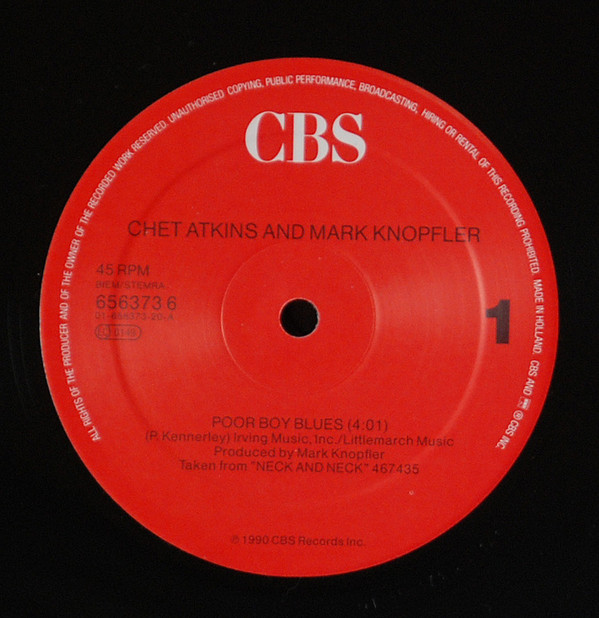 ALL RIGHTS OF THE PRODUCER AND OF THE OWNER OF THE RECORDED WORK RESERVED. UNAUTHORISED COPYING, PUBLIC PERFORMANCE, BROADCASTING, HIRING OR RENTAL OF THIS RECORDING PROHIBITED. MADE IN HOLLAND. CBS AND ℗ CBS INC.
CBS
CHET ATKINS AND MARK KNOPFLER
45 RPM
BIEM/STEMRA
656373 6
01-656373-20-A
1
POOR BOY BLUES (4:01)
(P. Kennerley) Irving Music, Inc./Littlemarch Music
Produced by Mark Knopfler
Taken from "NECK AND NECK" 467435
℗ 1990 CBS Records Inc.